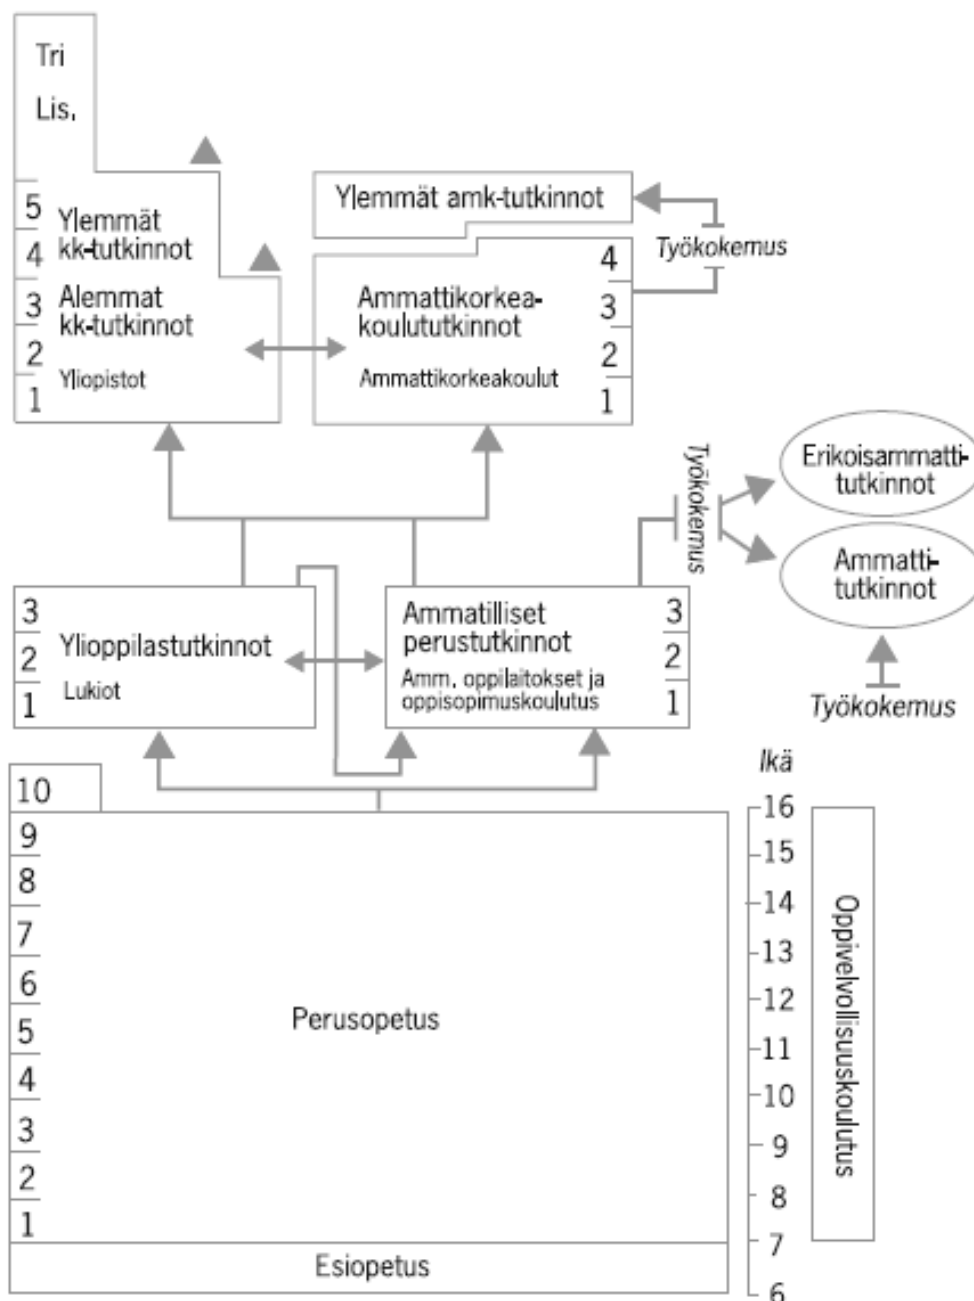 Tri
Lis.
5
4
Ylemmät
kk-tutkinnot
3
2
1
Alemmat
kk-tutkinnot
Yliopistot
Ylemmät amk-tutkinnot
Työkokemus
Ammattikorkea-
koulututkinnot
Ammattikorkeakoulut
4
3
2
1
Työkokemus
Erikoisammatti-
tutkinnot
Ammatti-
tutkinnot
Työkokemus
3
2
1
Ylioppilastutkinnot
Lukiot
Ammatilliset
perustutkinnot
Amm. oppilaitokset ja
oppisopimuskoulutus
3
2
1
10
9
8
7
6
5
4
3
2
1
Perusopetus
Esiopetus
Ikä
16
15
14
13
12
11
10
9
8
7
6
Oppivelvollisuuskoulutus